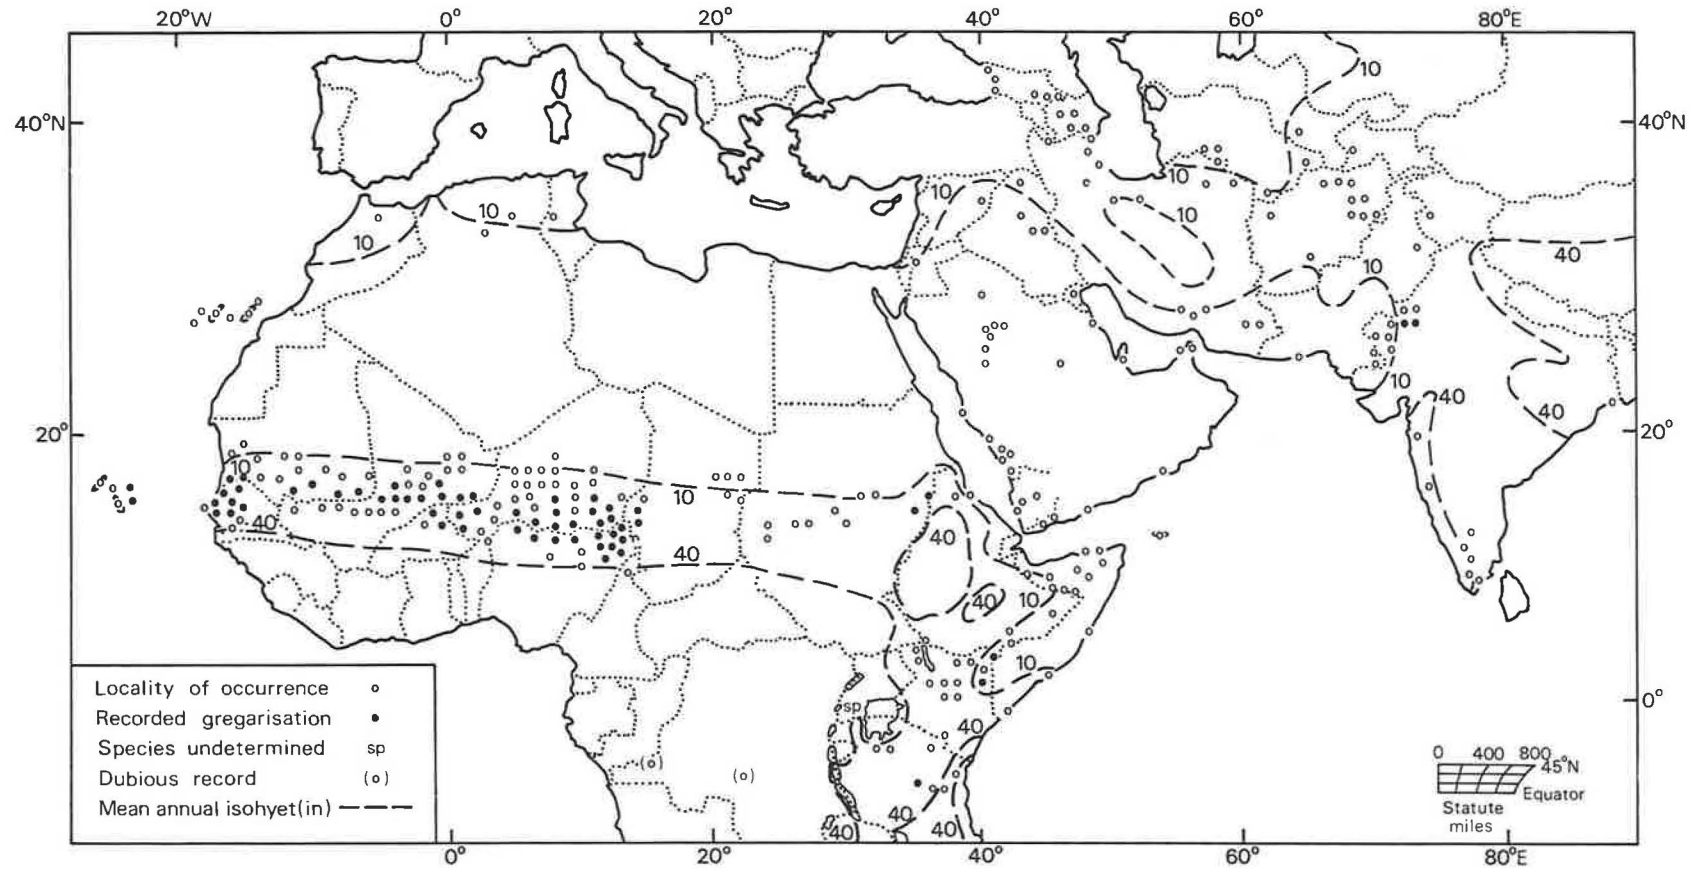 20°W 0° 20° 40° 60° 80°E
10
40°N 40°N
10 10
10 10
10 40
10
10
40
40
20° 20°
10
10
40 40
40
40 10
10
Locality of occurrence o
Recorded gregarisation •
Species undetermined sp
Dubious record (o)
Mean annual isohyet(in)
0°
sp
40
(o) (o)
0 400 800
45°N
Equator
Statute
miles
40
40 40
0° 20° 40° 60° 80°E